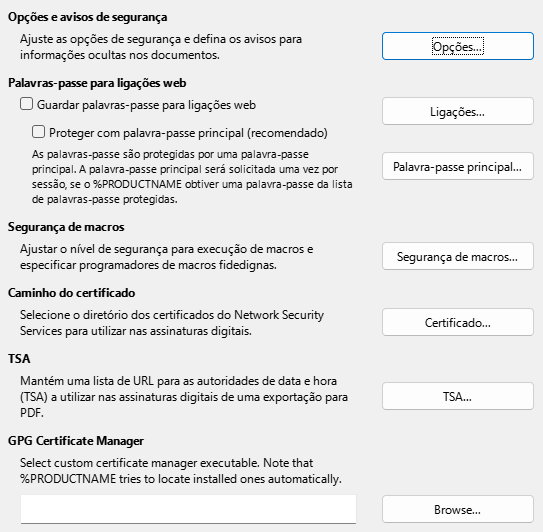 Opções e avisos de segurança
Ajuste as opções de segurança e defina os avisos para
informações ocultas nos documentos.
Opções...
Palavras-passe para ligações web
Guardar palavras-passe para ligações web
Ligações...
Proteger com palavra-passe principal (recomendado)
As palavras-passe são protegidas por uma palavra-passe
principal. A palavra-passe principal será solicitada uma vez por
sessão, se o %PRODUCTNAME obtiver uma palavra-passe da lista
de palavras-passe protegidas.
Palavra-passe principal...
Segurança de macros
Ajustar o nível de segurança para execução de macros e
especificar programadores de macros fidedignas.
Segurança de macros...
Caminho do certificado
Selecione o diretório dos certificados do Network Security
Services para utilizar nas assinaturas digitais.
Certificado...
TSA
Mantém uma lista de URL para as autoridades de data e hora
(TSA) a utilizar nas assinaturas digitais de uma exportação para
PDF.
TSA...
GPG Certificate Manager
Select custom certificate manager executable. Note that
%PRODUCTNAME tries to locate installed ones automatically.
Browse...